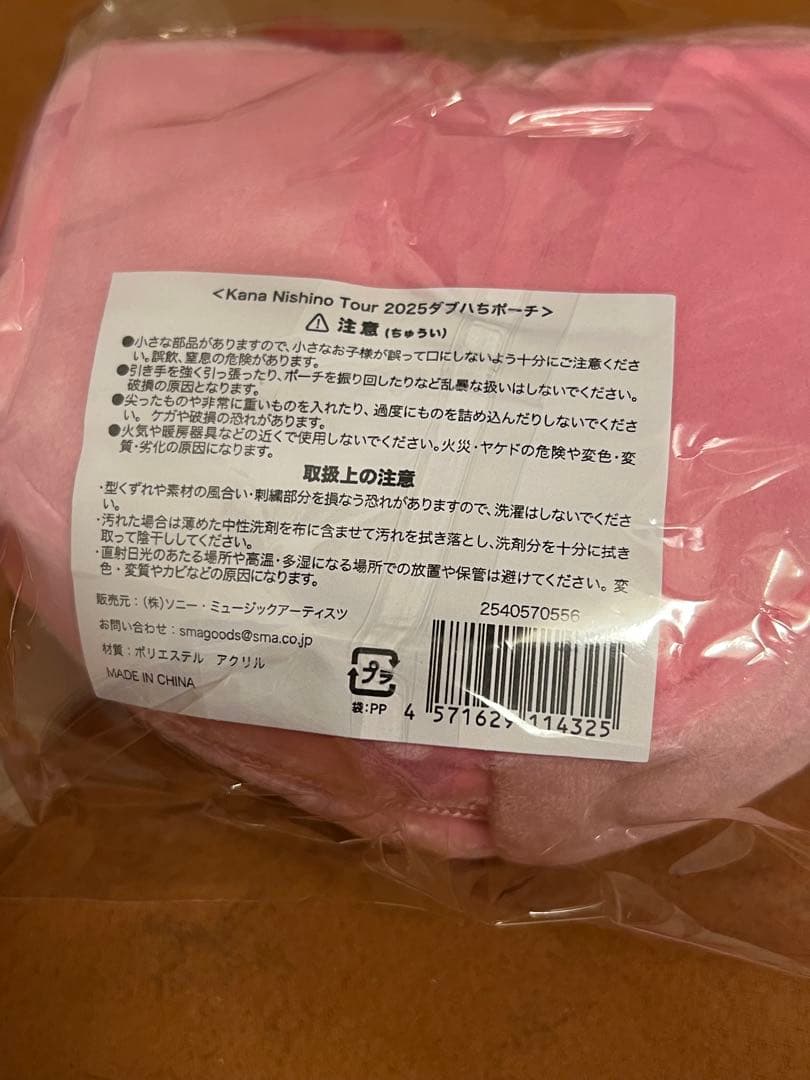 <Kana Nishino Tour 2025ダブハちポーチ>
⚠ 注意 (ちゅうい)
●小さな部品がありますので、小さなお子様が誤って口にしないよう十分にご注意くださ
い。誤飲、窒息の危険があります。
●引き手を強く引っ張ったり、ポーチを振り回したりなど乱暴な扱いはしないでください。
破損の原因となります。
●尖ったものや非常に重いものを入れたり、過度にものを詰め込んだりしないでくださ
い。 ケガや破損の恐れがあります。
●火気や暖房器具などの近くで使用しないでください。火災・ヤケドの危険や変色・変
質・劣化の原因になります。
取扱上の注意
・型くずれや素材の風合い・刺繍部分を損なう恐れがありますので、洗濯はしないでくださ
い。
・汚れた場合は薄めた中性洗剤を布に含ませて汚れを拭き落とし、洗剤分を十分に拭き
取って陰干ししてください。
・直射日光のあたる場所や高温・多湿になる場所での放置や保管は避けてください。変
色・変質やカビなどの原因になります。
販売元：(株)ソニー・ミュージックアーティスツ
お問い合わせ：smagoods@sma.co.jp
材質：ポリエステル アクリル
MADE IN CHINA
プラ
袋:PP
2540570556
4 571629 114325